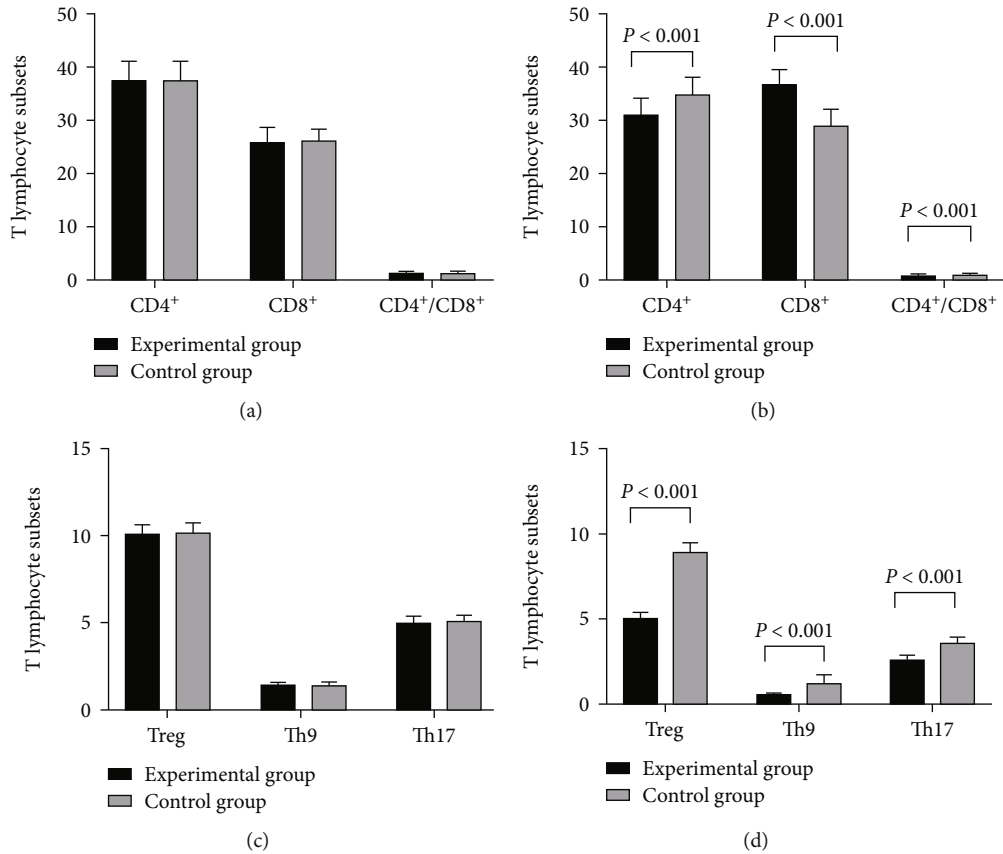 T lymphocyte subsets
50
40
30
20
10
0
CD4⁺ CD8⁺ CD4⁺/CD8⁺
Experimental group
Control group
(a)
T lymphocyte subsets
50
40
30
20
10
0
P < 0.001
P < 0.001
P < 0.001
CD4⁺ CD8⁺ CD4⁺/CD8⁺
Experimental group
Control group
(b)
T lymphocyte subsets
15
10
5
0
Treg Th9 Th17
Experimental group
Control group
(c)
T lymphocyte subsets
15
10
5
0
P < 0.001
P < 0.001
P < 0.001
Treg Th9 Th17
Experimental group
Control group
(d)